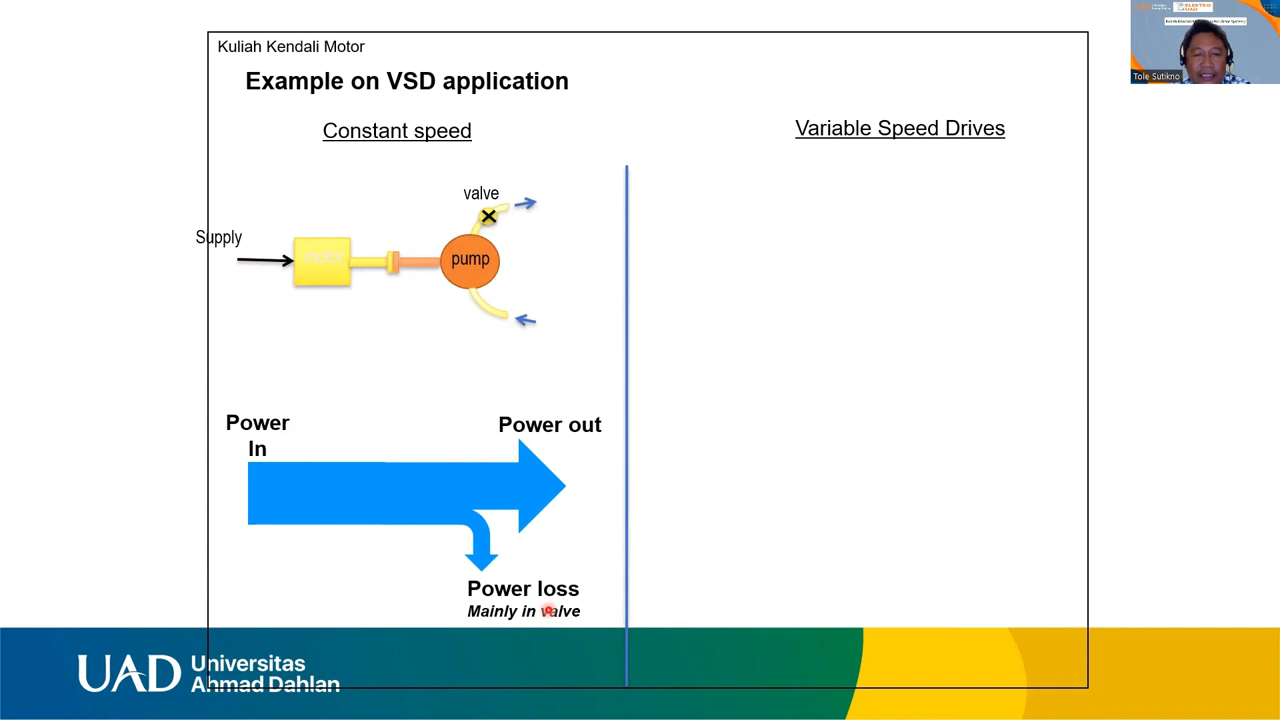 Kuliah Kendali Motor
Example on VSD application
Constant speed
Variable Speed Drives
valve
Supply
motor
pump
Power
In
Power out
Power loss
Mainly in valve
UAD Universitas
Ahmad Dahlan
Tole Sutikno